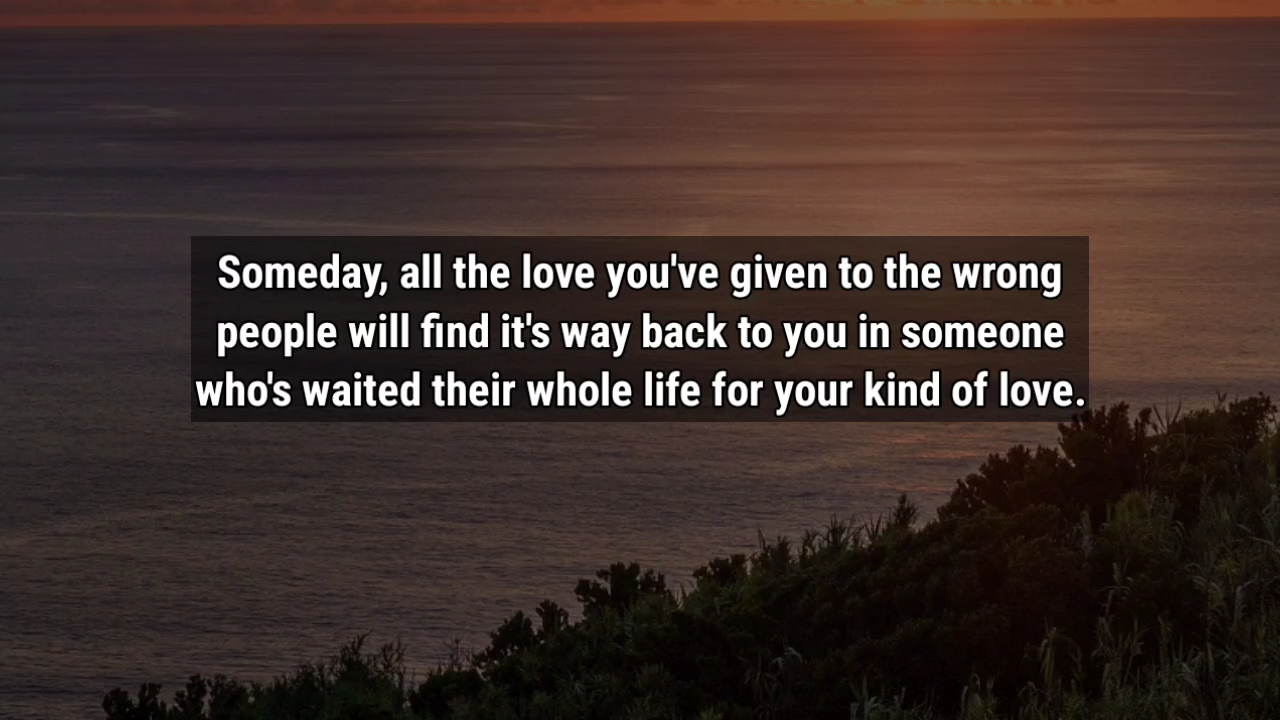 Someday, all the love you've given to the wrong
people will find it's way back to you in someone
who's waited their whole life for your kind of love.